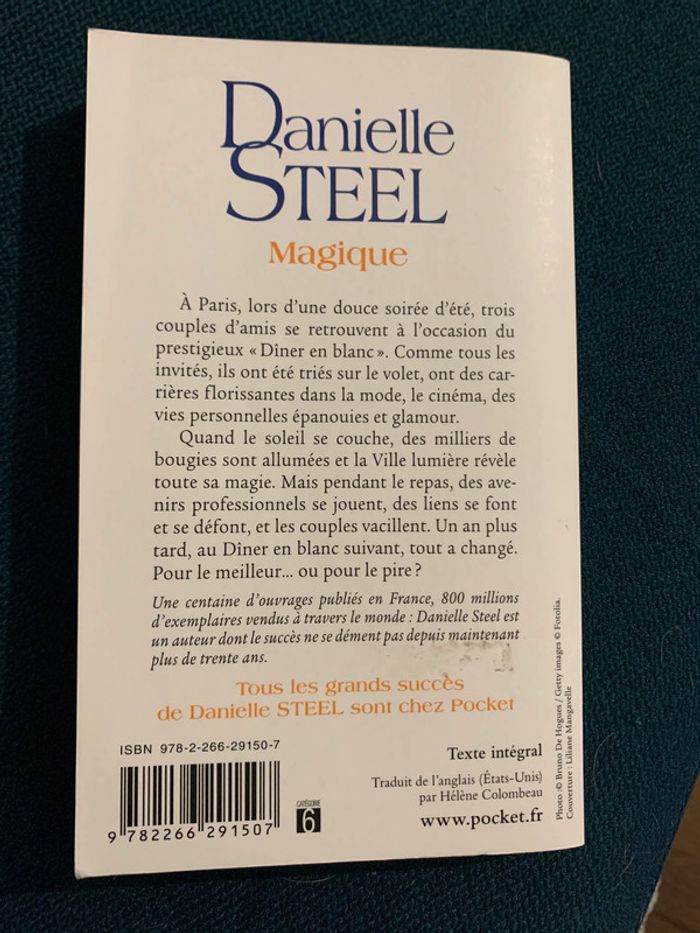 Danielle
STEEL
Magique
À Paris, lors d'une douce soirée d'été, trois
couples d'amis se retrouvent à l'occasion du
prestigieux « Dîner en blanc ». Comme tous les
invités, ils ont été triés sur le volet, ont des car-
rières florissantes dans la mode, le cinéma, des
vies personnelles épanouies et glamour.
Quand le soleil se couche, des milliers de
bougies sont allumées et la Ville lumière révèle
toute sa magie. Mais pendant le repas, des ave-
nirs professionnels se jouent, des liens se font
et se défont, et les couples vacillent. Un an plus
tard, au Dîner en blanc suivant, tout a changé.
Pour le meilleur... ou pour le pire ?
Une centaine d'ouvrages publiés en France, 800 millions
d'exemplaires vendus à travers le monde : Danielle Steel est
un auteur dont le succès ne se dément pas depuis maintenant
plus de trente ans.
Tous les grands succès
de Danielle STEEL sont chez Pocket
ISBN 978-2-266-29150-7
9 782266 291507
CATÉGORIE
6
Texte intégral
Traduit de l'anglais (États-Unis)
par Hélène Colombeau
www.pocket.fr
Photo :© Bruno De Hogues / Getty images © Fotolia.
Couverture : Liliane Mangavelle